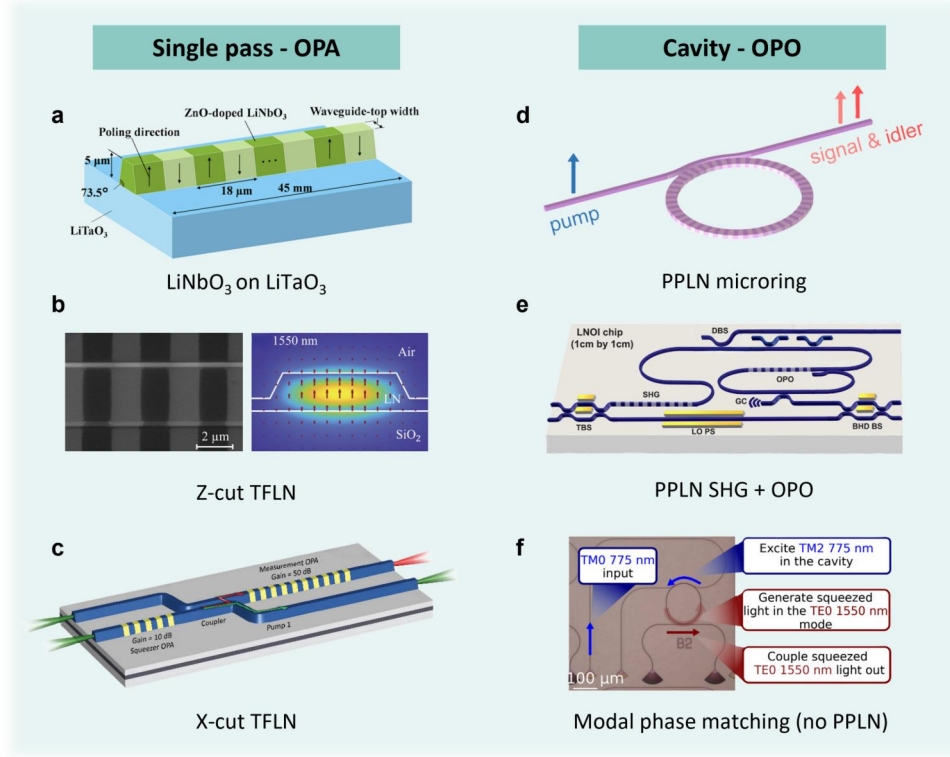 Single pass - OPA
Cavity - OPO
a
ZnO-doped LiNbO₃
Waveguide-top width
Poling direction
5 µm
73.5°
18 µm
45 mm
LiTaO₃
LiNbO₃ on LiTaO₃
d
pump
signal & idler
PPLN microring
b
2 µm
1550 nm
Air
LN
SiO₂
Z-cut TFLN
e
LNOI chip
(1cm by 1cm)
DBS
OPO
SHG
GC
TBS
LO PS
BHD BS
PPLN SHG + OPO
c
Measurement OPA
Gain = 50 dB
Coupler
Pump 1
Gain = 10 dB
Squeezer OPA
X-cut TFLN
f
TM0 775 nm
input
Excite TM2 775 nm
in the cavity
Generate squeezed
light in the TE0 1550 nm
mode
B2
Couple squeezed
TE0 1550 nm light out
100 µm
Modal phase matching (no PPLN)